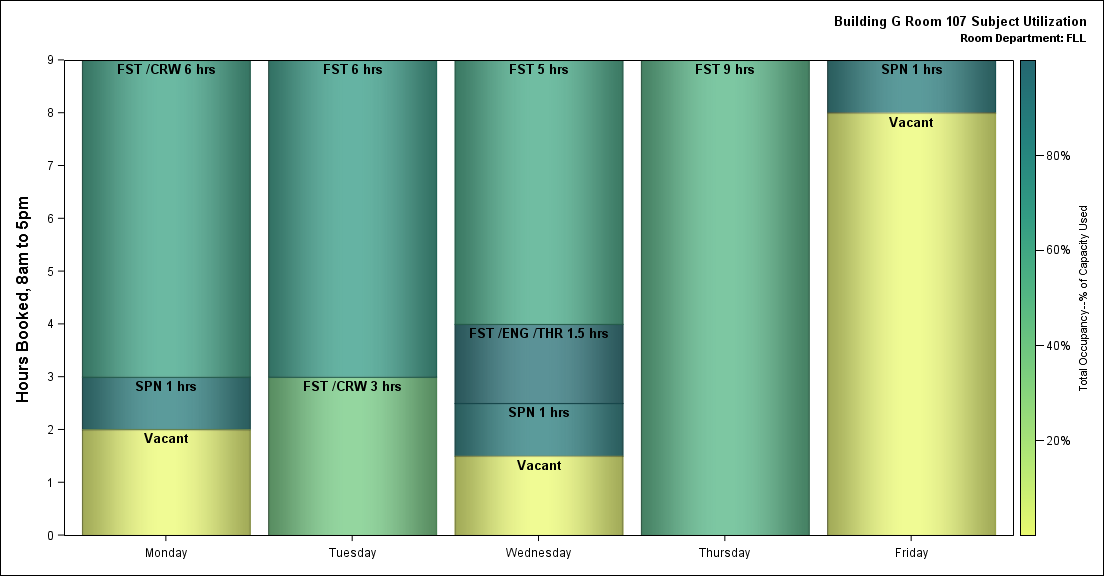 Building G Room 107 Subject Utilization
Room Department: FLL
Hours Booked, 8am to 5pm
9
8
7
6
5
4
3
2
1
0
FST /CRW 6 hrs
SPN 1 hrs
Vacant
FST 6 hrs
FST /CRW 3 hrs
FST 5 hrs
FST /ENG /THR 1.5 hrs
SPN 1 hrs
Vacant
FST 9 hrs
SPN 1 hrs
Vacant
Monday
Tuesday
Wednesday
Thursday
Friday
80%
60%
40%
20%
Total Occupancy--% of Capacity Used